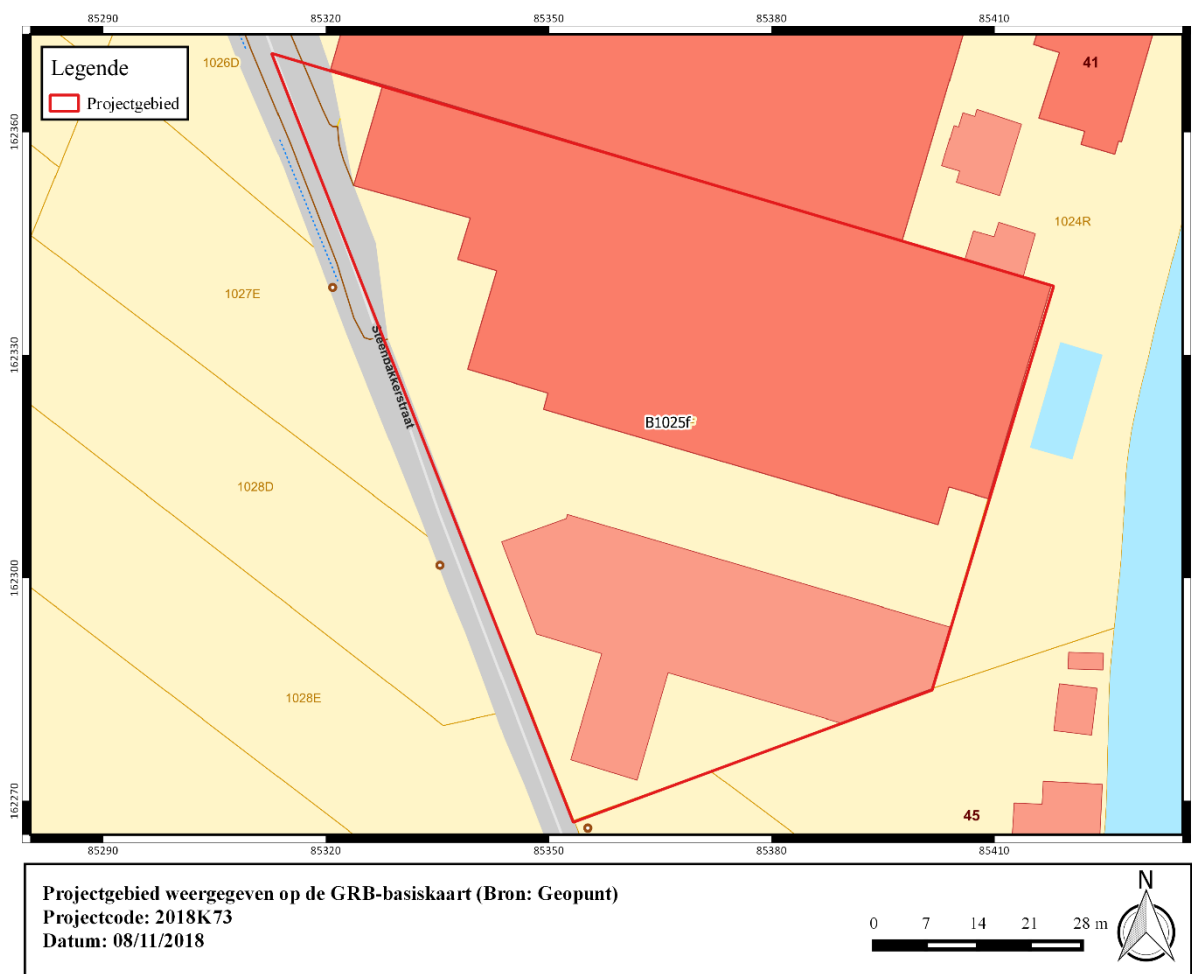 85290 85320 85350 85380 85410
Legende
Projectgebied
1026D
41
162360
1024R
1027E
162330
Steenbakkerstraat
B1025f
1028D
162300
1028E
162270
45
85290 85320 85350 85380 85410
Projectgebied weergegeven op de GRB-basiskaart (Bron: Geopunt)
Projectcode: 2018K73
Datum: 08/11/2018
N
0 7 14 21 28 m